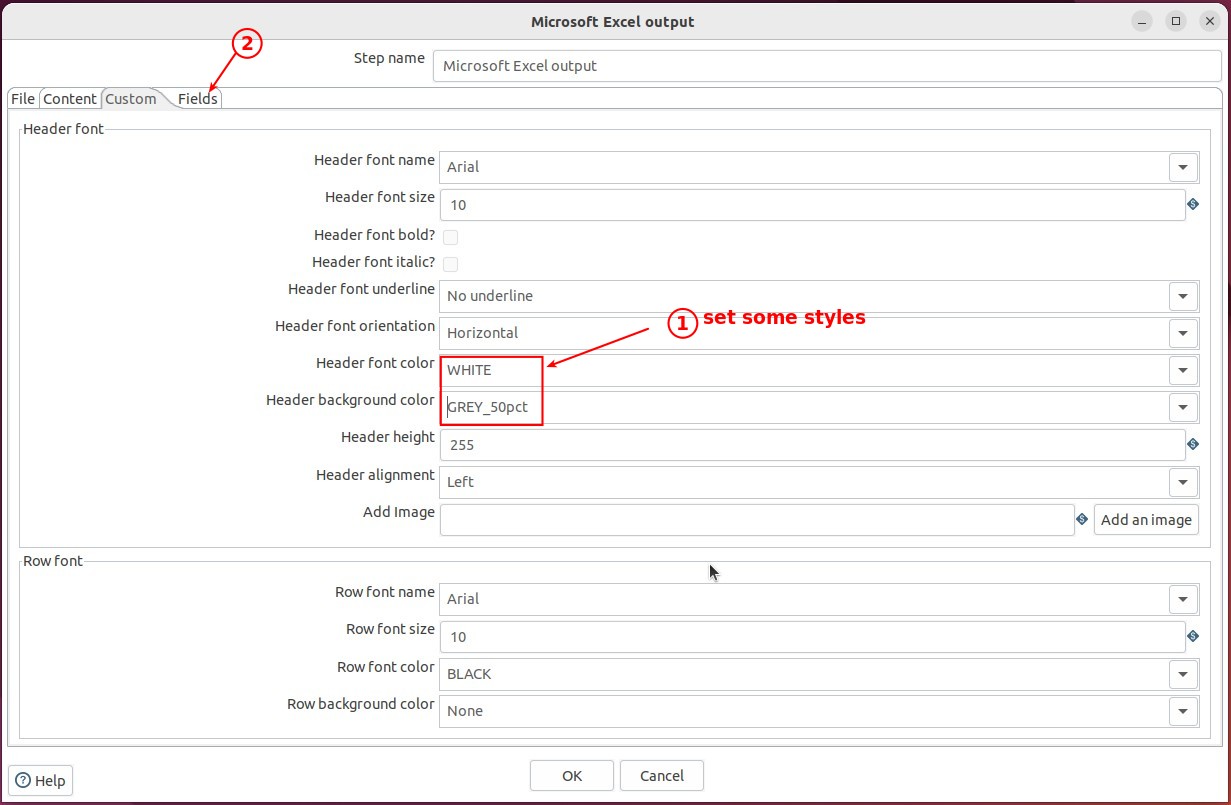 Microsoft Excel output
2
Step name Microsoft Excel output
File Content Custom Fields
Header font
Header font name Arial
Header font size 10
Header font bold?
Header font italic?
Header font underline No underline
1 set some styles
Header font orientation Horizontal
Header font color WHITE
Header background color GREY_50pct
Header height 255
Header alignment Left
Add Image Add an image
Row font
Row font name Arial
Row font size 10
Row font color BLACK
Row background color None
? Help OK Cancel